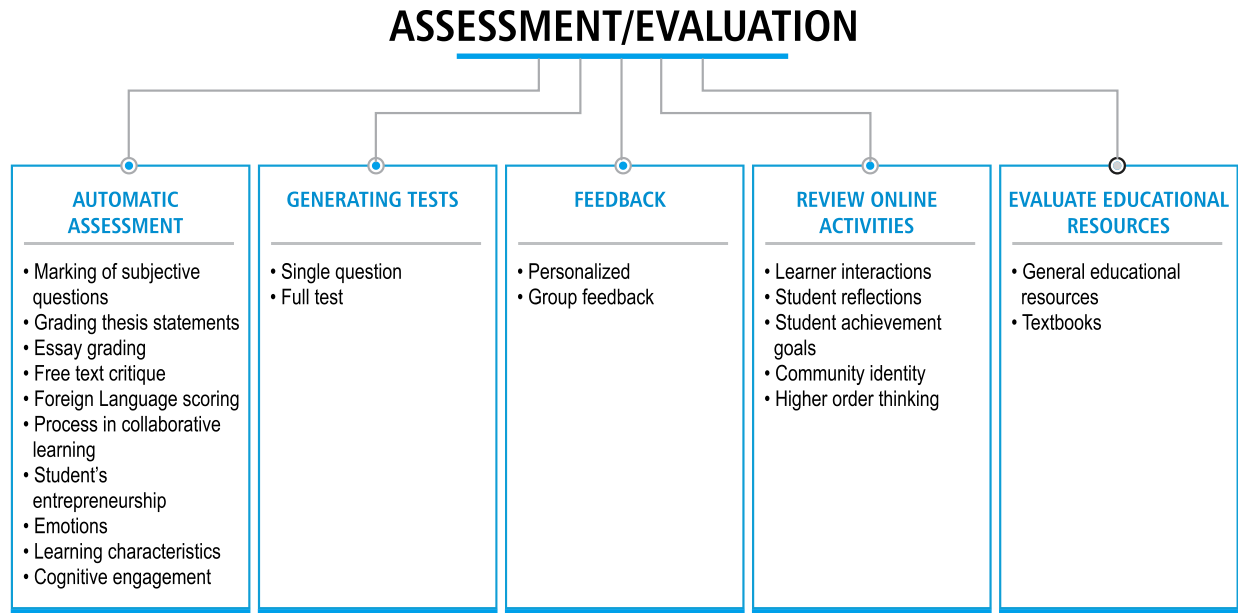 ASSESSMENT/EVALUATION
AUTOMATIC
ASSESSMENT
• Marking of subjective
questions
• Grading thesis statements
• Essay grading
• Free text critique
• Foreign Language scoring
• Process in collaborative
learning
• Student’s
entrepreneurship
• Emotions
• Learning characteristics
• Cognitive engagement
GENERATING TESTS
• Single question
• Full test
FEEDBACK
• Personalized
• Group feedback
REVIEW ONLINE
ACTIVITIES
• Learner interactions
• Student reflections
• Student achievement
goals
• Community identity
• Higher order thinking
EVALUATE EDUCATIONAL
RESOURCES
• General educational
resources
• Textbooks